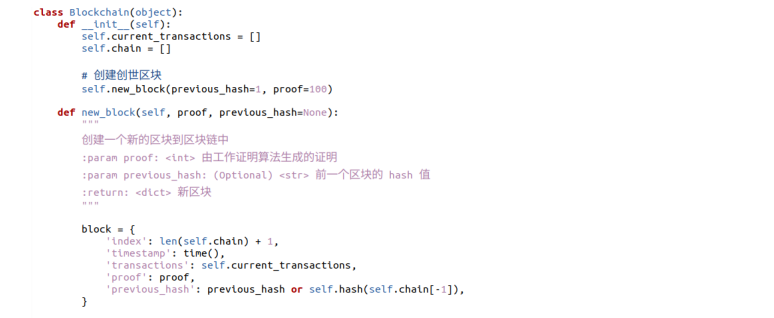 class Blockchain(object):
    def __init__(self):
        self.current_transactions = []
        self.chain = []

        # 创建创世区块
        self.new_block(previous_hash=1, proof=100)

    def new_block(self, proof, previous_hash=None):
        """
        创建一个新的区块到区块链中
        :param proof: <int> 由工作证明算法生成的证明
        :param previous_hash: (Optional) <str> 前一个区块的 hash 值
        :return: <dict> 新区块
        """

        block = {
            'index': len(self.chain) + 1,
            'timestamp': time(),
            'transactions': self.current_transactions,
            'proof': proof,
            'previous_hash': previous_hash or self.hash(self.chain[-1]),
        }